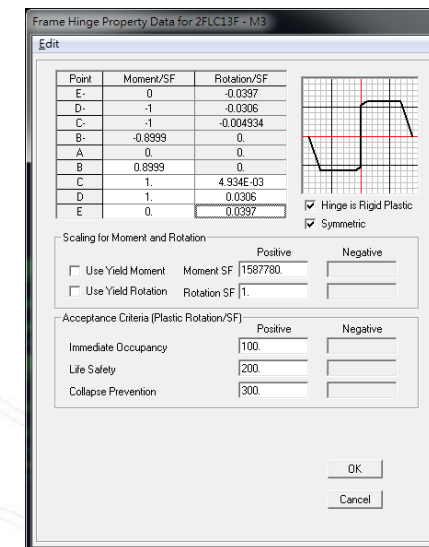 Frame Hinge Property Data for 2FLC13F - M3
Edit
Point Moment/SF Rotation/SF
E- 0 -0.0397
D- -1 -0.0306
C- -1 -0.004934
B- -0.8999 0.
A 0. 0.
B 0.8999 0.
C 1. 4.934E-03
D 1. 0.0306
E 0. 0.0397
Hinge is Rigid Plastic
Symmetric
Scaling for Moment and Rotation
Positive Negative
Use Yield Moment Moment SF 1587780.
Use Yield Rotation Rotation SF 1.
Acceptance Criteria (Plastic Rotation/SF)
Positive Negative
Immediate Occupancy 100.
Life Safety 200.
Collapse Prevention 300.
OK
Cancel